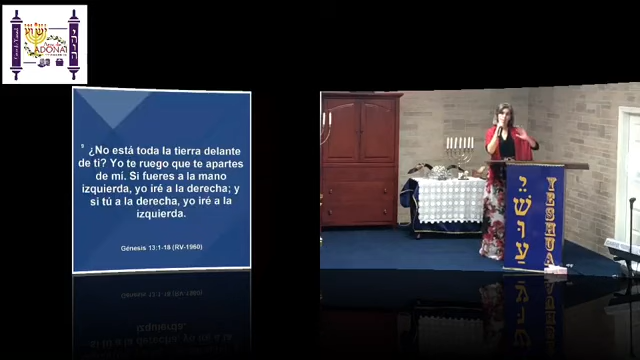 ADONAI
⁹ ¿No está toda la tierra delante
de ti? Yo te ruego que te apartes
de mí. Si fueres a la mano
izquierda, yo iré a la derecha; y
si tú a la derecha, yo iré a la
izquierda.
Génesis 13:1-18 (RV-1960)
YESHUA